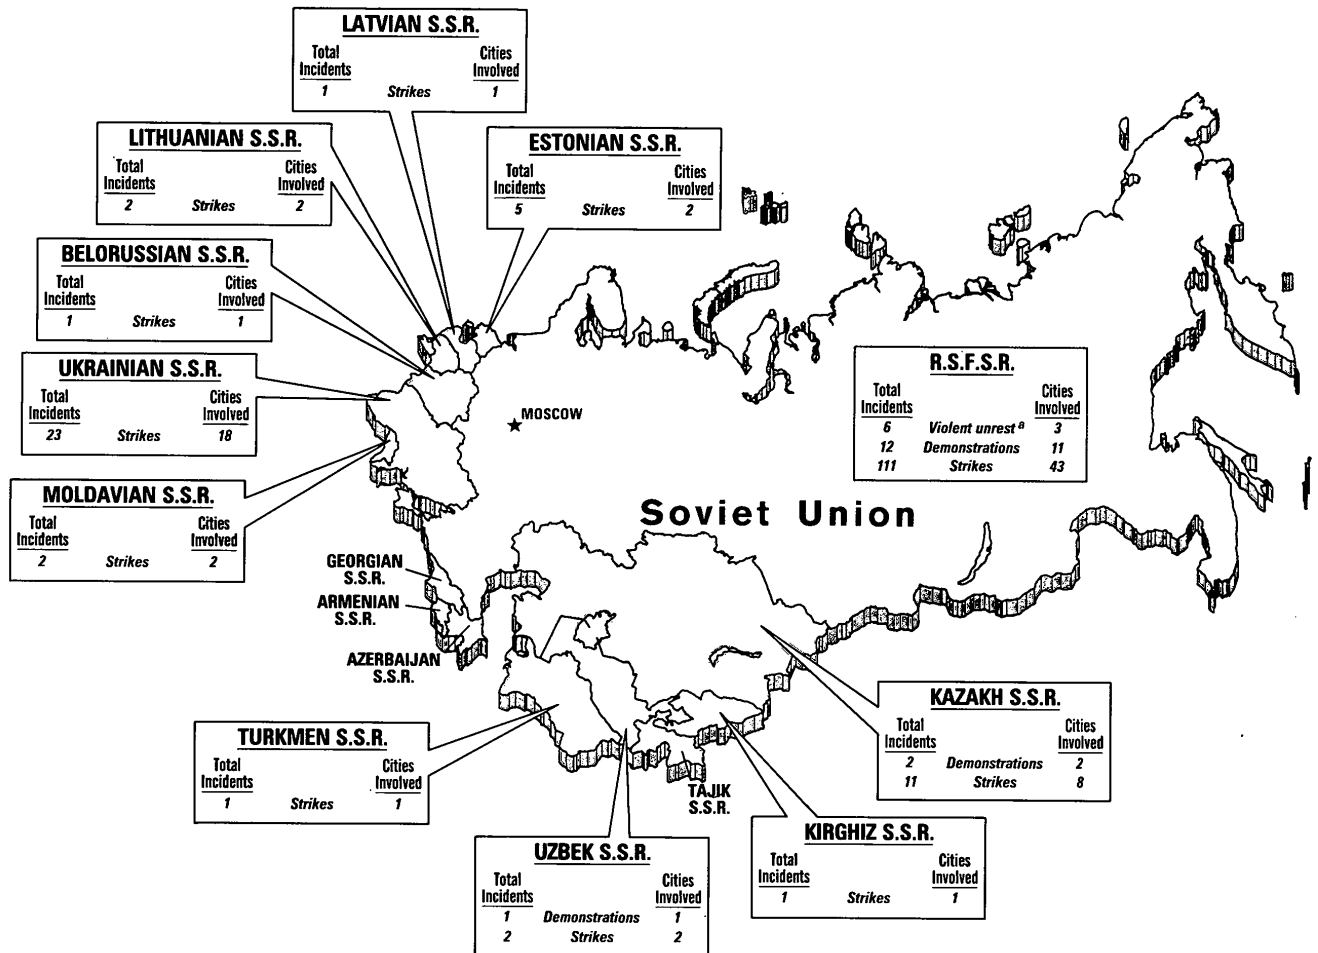 LATVIAN S.S.R.
Total Incidents Cities Involved
1 Strikes 1
LITHUANIAN S.S.R.
Total Incidents Cities Involved
2 Strikes 2
ESTONIAN S.S.R.
Total Incidents Cities Involved
5 Strikes 2
BELORUSSIAN S.S.R.
Total Incidents Cities Involved
1 Strikes 1
UKRAINIAN S.S.R.
Total Incidents Cities Involved
23 Strikes 18
MOSCOW
R.S.F.S.R.
Total Incidents Cities Involved
6 Violent unrest a 3
12 Demonstrations 11
111 Strikes 43
MOLDAVIAN S.S.R.
Total Incidents Cities Involved
2 Strikes 2
Soviet Union
GEORGIAN
S.S.R.
ARMENIAN
S.S.R.
AZERBAIJAN
S.S.R.
TURKMEN S.S.R.
Total Incidents Cities Involved
1 Strikes 1
KAZAKH S.S.R.
Total Incidents Cities Involved
2 Demonstrations 2
11 Strikes 8
TAJIK
S.S.R.
KIRGHIZ S.S.R.
Total Incidents Cities Involved
1 Strikes 1
UZBEK S.S.R.
Total Incidents Cities Involved
1 Demonstrations 1
2 Strikes 2